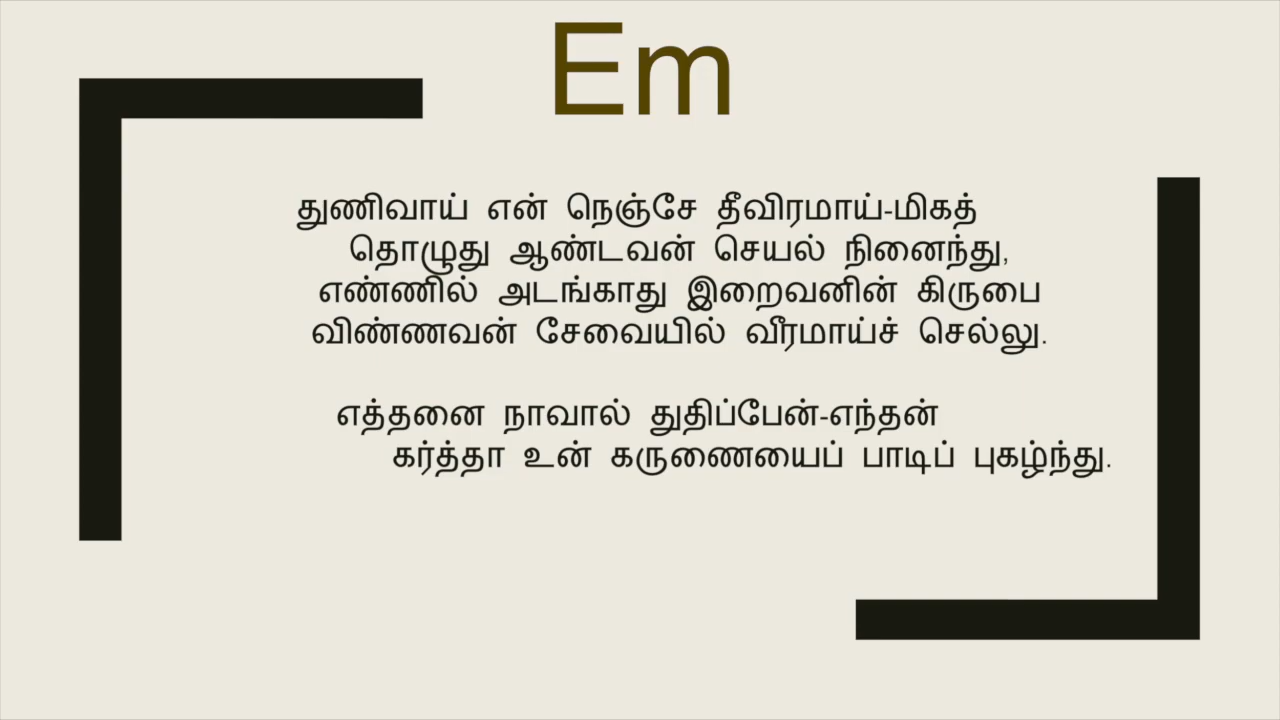 Em
துணிவாய் என் நெஞ்சே தீவிரமாய்-மிகத்
தொழுது ஆண்டவன் செயல் நினைந்து,
எண்ணில் அடங்காது இறைவனின் கிருபை
விண்ணவன் சேவையில் வீரமாய்ச் செல்லு.
எத்தனை நாவால் துதிப்பேன்-எந்தன்
கர்த்தா உன் கருணையைப் பாடிப் புகழ்ந்து.